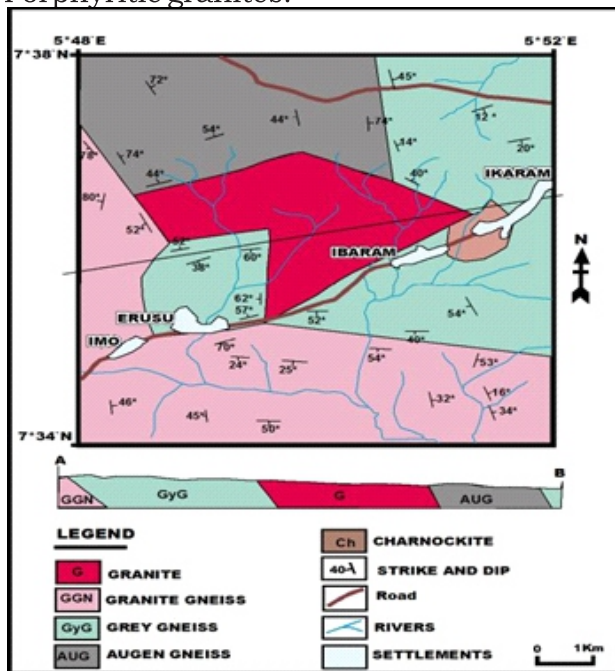 Porphyritic granites.
5°48'E 5°52'E
7°38'N
72°
45°
44°
12°
54°
74°
14°
20°
78°
74°
44°
40°
IKARAM
80°
52°
52°
60°
IBARAM
N
38°
62°
57°
54°
ERUSU
52°
40°
IMO
70°
24°
25°
54°
53°
16°
46°
45°
32°
34°
50°
7°34'N
A B
GGN GyG G AUG
LEGEND
G GRANITE
GGN GRANITE GNEISS
GyG GREY GNEISS
AUG AUGEN GNEISS
Ch CHARNOCKITE
40 STRIKE AND DIP
Road
RIVERS
SETTLEMENTS
0 1Km